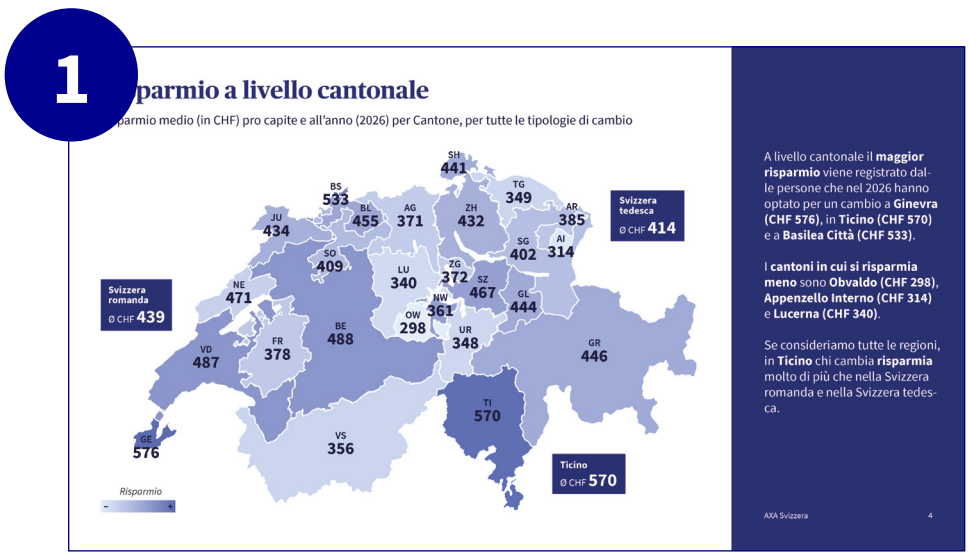 1
parmio a livello cantonale
parmio medio (in CHF) pro capite e all'anno (2026) per Cantone, per tutte le tipologie di cambio
SH
441
BS
533
BL
455
AG
371
ZH
432
TG
349
AR
385
AI
314
SG
402
JU
434
SO
409
NE
471
LU
340
ZG
372
SZ
467
NW
361
OW
298
GL
444
UR
348
BE
488
FR
378
VD
487
GR
446
TI
570
GE
576
VS
356
Svizzera
tedesca
Ø CHF 414
Svizzera
romanda
Ø CHF 439
Ticino
Ø CHF 570
Risparmio
– +
A livello cantonale il maggior
risparmio viene registrato dal-
le persone che nel 2026 hanno
optato per un cambio a Ginevra
(CHF 576), in Ticino (CHF 570)
e a Basilea Città (CHF 533).
I cantoni in cui si risparmia
meno sono Obvaldo (CHF 298),
Appenzello Interno (CHF 314)
e Lucerna (CHF 340).
Se consideriamo tutte le regioni,
in Ticino chi cambia risparmia
molto di più che nella Svizzera
romanda e nella Svizzera tedes-
ca.
AXA Svizzera 4